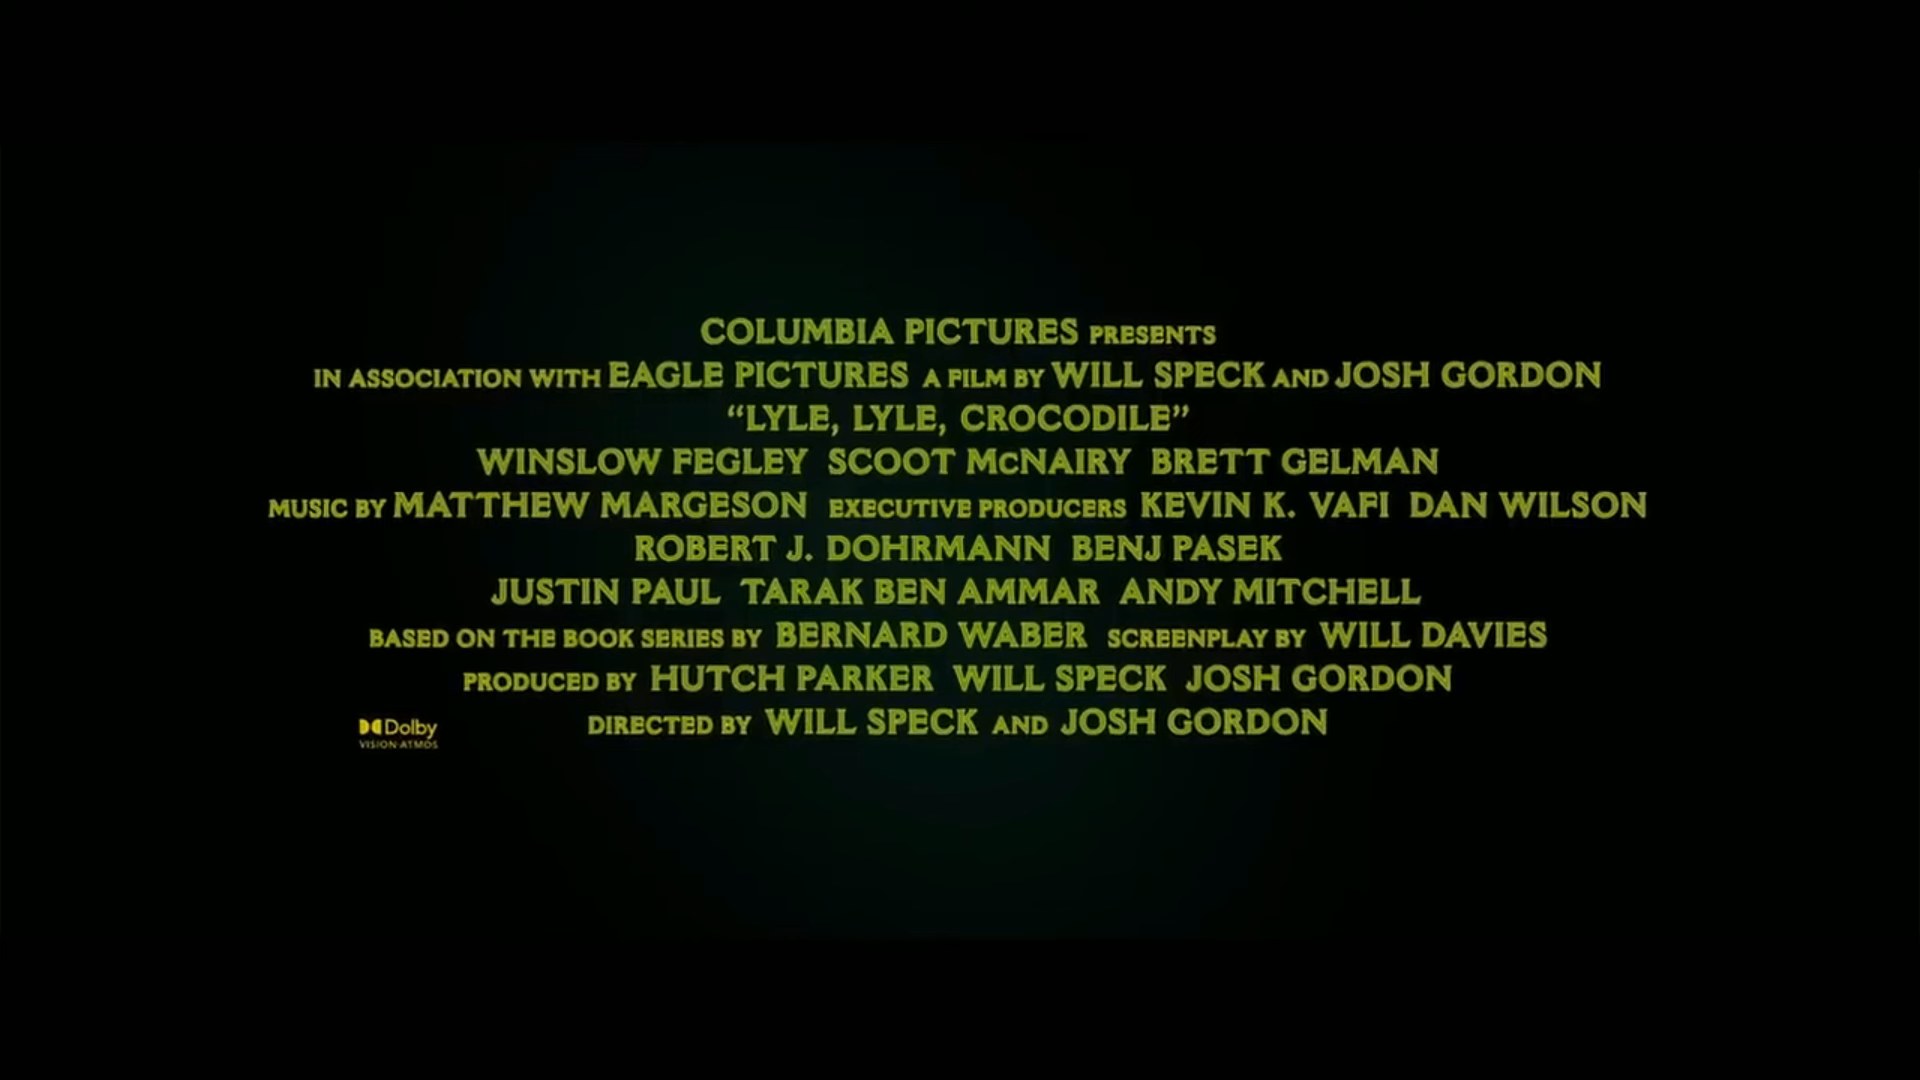 COLUMBIA PICTURES PRESENTS
IN ASSOCIATION WITH EAGLE PICTURES A FILM BY WILL SPECK AND JOSH GORDON
“LYLE, LYLE, CROCODILE”
WINSLOW FEGLEY SCOOT McNAIRY BRETT GELMAN
MUSIC BY MATTHEW MARGESON EXECUTIVE PRODUCERS KEVIN K. VAFI DAN WILSON
ROBERT J. DOHRMANN BENJ PASEK
JUSTIN PAUL TARAK BEN AMMAR ANDY MITCHELL
BASED ON THE BOOK SERIES BY BERNARD WABER SCREENPLAY BY WILL DAVIES
PRODUCED BY HUTCH PARKER WILL SPECK JOSH GORDON
DIRECTED BY WILL SPECK AND JOSH GORDON
Dolby
VISION·ATMOS